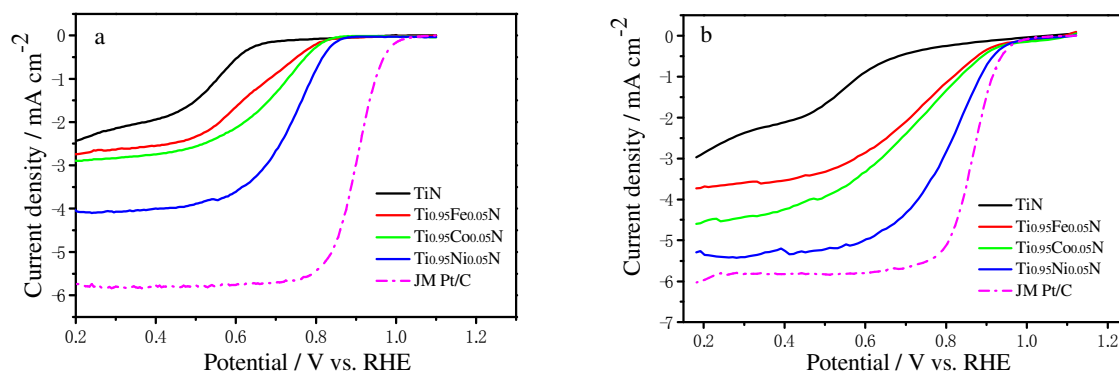 a
0
-1
-2
-3
-4
-5
-6
0.2 0.4 0.6 0.8 1.0 1.2
Current density / mA cm-2
Potential / V vs. RHE
TiN
Ti0.95Fe0.05N
Ti0.95Co0.05N
Ti0.95Ni0.05N
JM Pt/C
b
0
-1
-2
-3
-4
-5
-6
-7
0.2 0.4 0.6 0.8 1.0 1.2
Current density / mA cm-2
Potential / V vs. RHE
TiN
Ti0.95Fe0.05N
Ti0.95Co0.05N
Ti0.95Ni0.05N
JM Pt/C